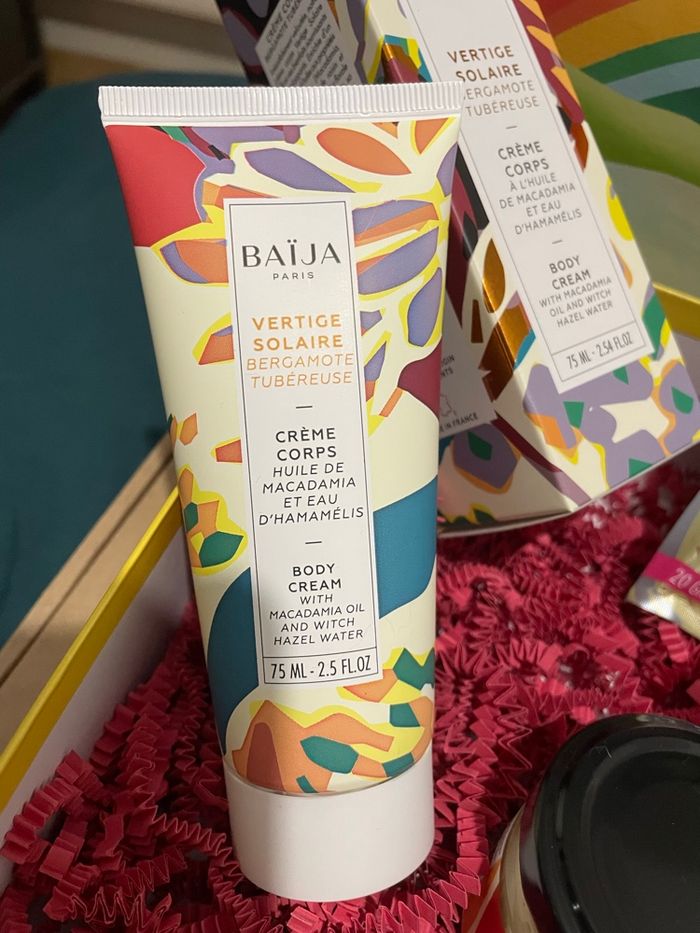 BAÏJA
PARIS
VERTIGE
SOLAIRE
BERGAMOTE
TUBÉREUSE
—
CRÈME
CORPS
HUILE DE
MACADAMIA
ET EAU
D'HAMAMÉLIS
—
BODY
CREAM
WITH
MACADAMIA OIL
AND WITCH
HAZEL WATER
75 ML - 2.5 FL.OZ
VERTIGE
SOLAIRE
BERGAMOTE
TUBÉREUSE
—
CRÈME
CORPS
À L'HUILE
DE MACADAMIA
ET EAU
D'HAMAMÉLIS
—
BODY
CREAM
WITH MACADAMIA
OIL AND WITCH
HAZEL WATER
75 ML - 2.54 FL.OZ
FRANCE
20